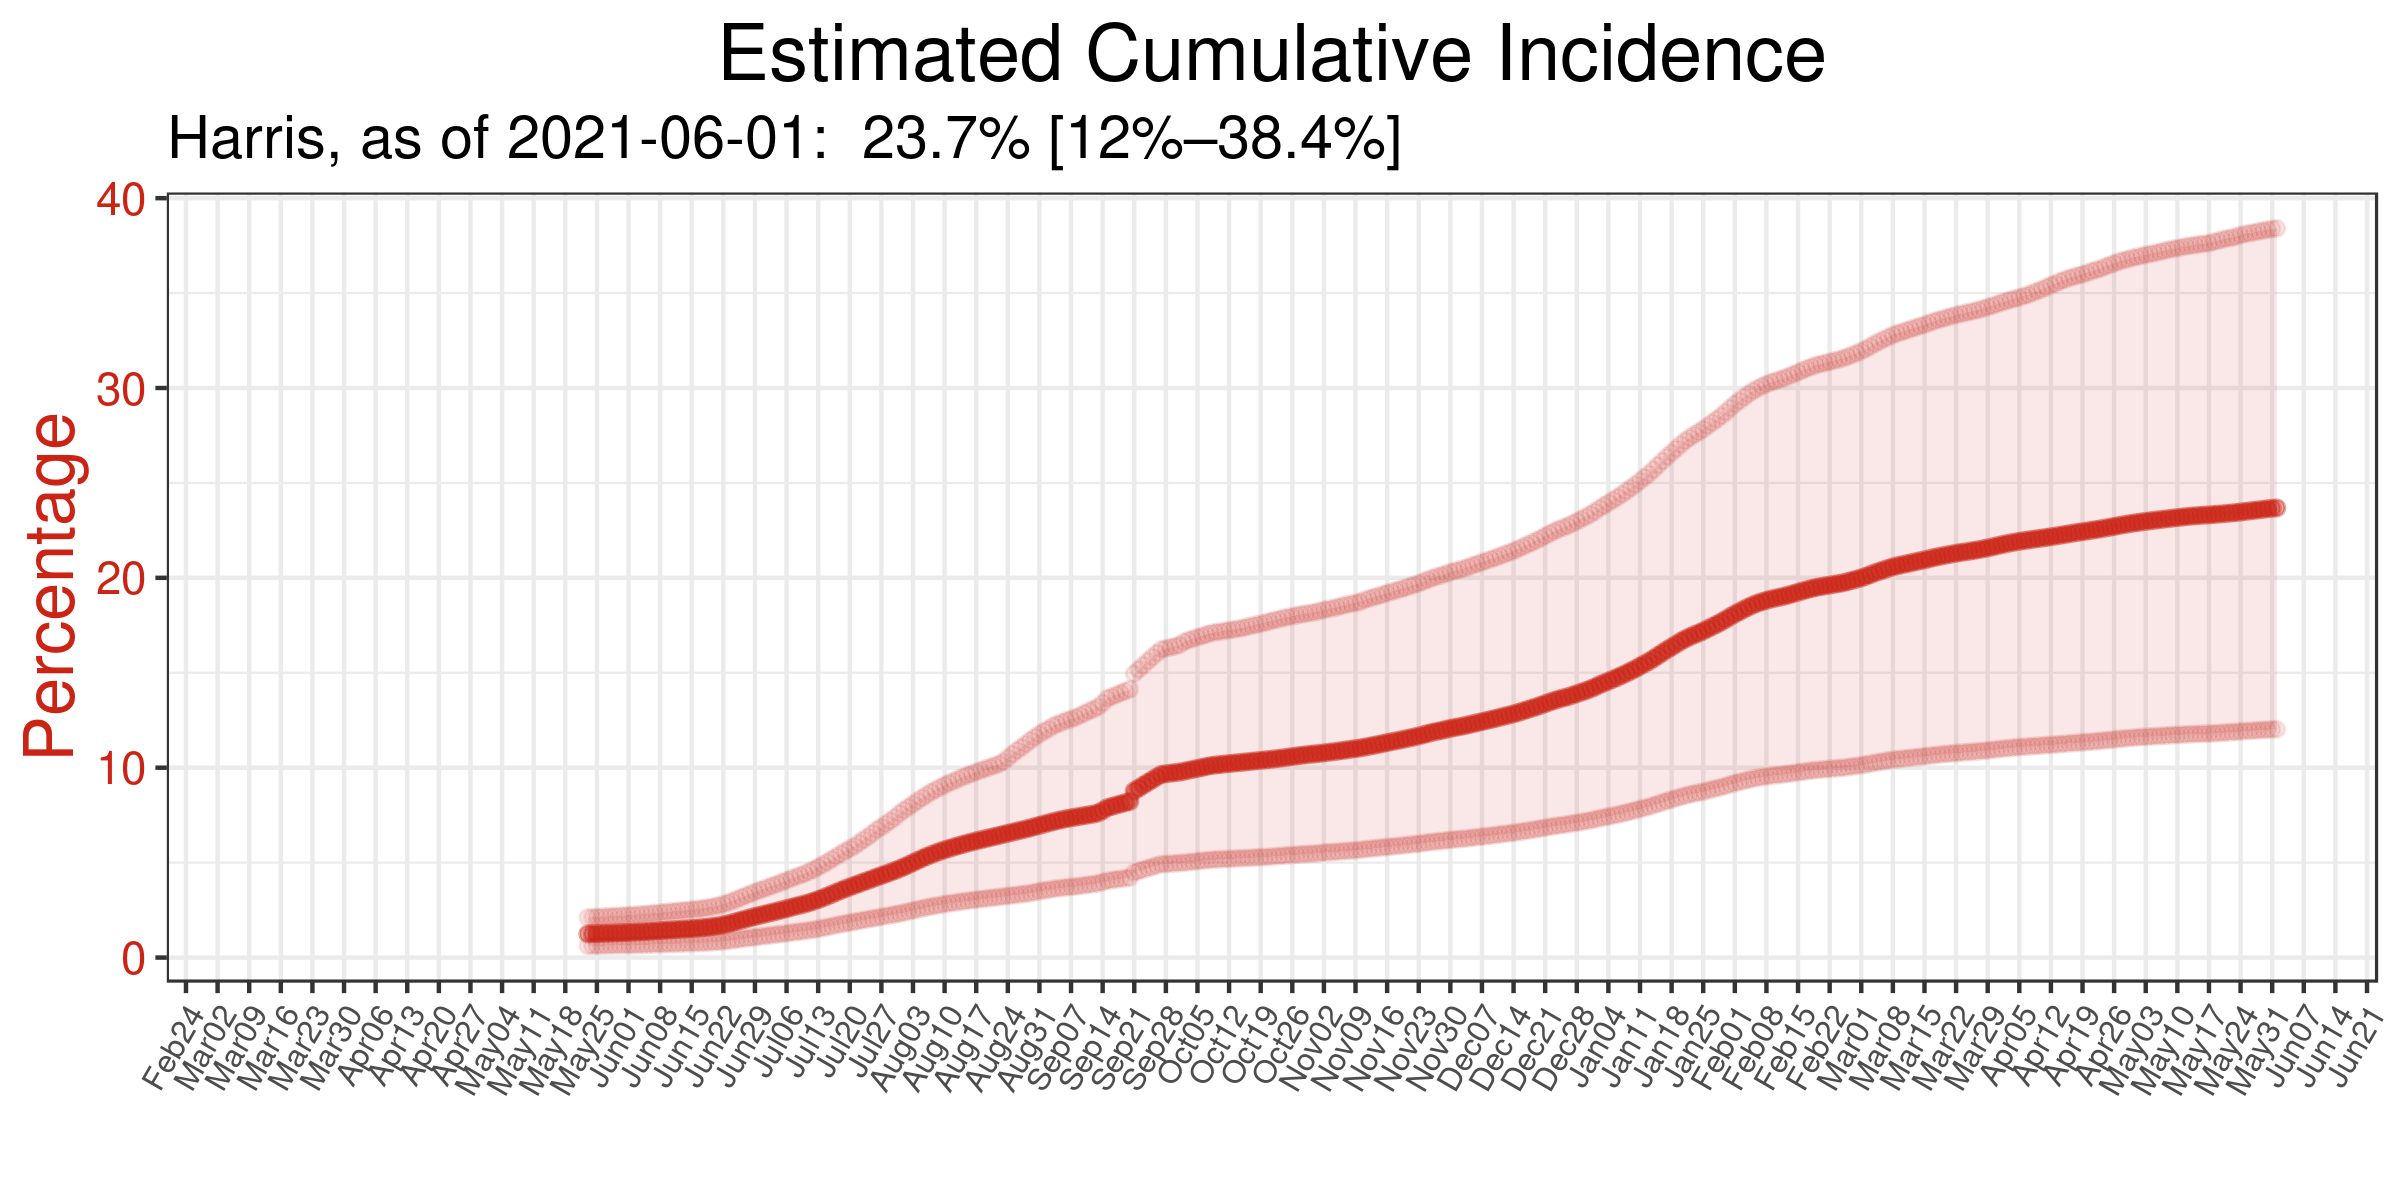 Estimated Cumulative Incidence
Harris, as of 2021-06-01:  23.7% [12%–38.4%]
Percentage
40
30
20
10
0
Feb24
Mar02
Mar09
Mar16
Mar23
Mar30
Apr06
Apr13
Apr20
Apr27
May04
May11
May18
May25
Jun01
Jun08
Jun15
Jun22
Jun29
Jul06
Jul13
Jul20
Jul27
Aug03
Aug10
Aug17
Aug24
Aug31
Sep07
Sep14
Sep21
Sep28
Oct05
Oct12
Oct19
Oct26
Nov02
Nov09
Nov16
Nov23
Nov30
Dec07
Dec14
Dec21
Dec28
Jan04
Jan11
Jan18
Jan25
Feb01
Feb08
Feb15
Feb22
Mar01
Mar08
Mar15
Mar22
Mar29
Apr05
Apr12
Apr19
Apr26
May03
May10
May17
May24
May31
Jun07
Jun14
Jun21